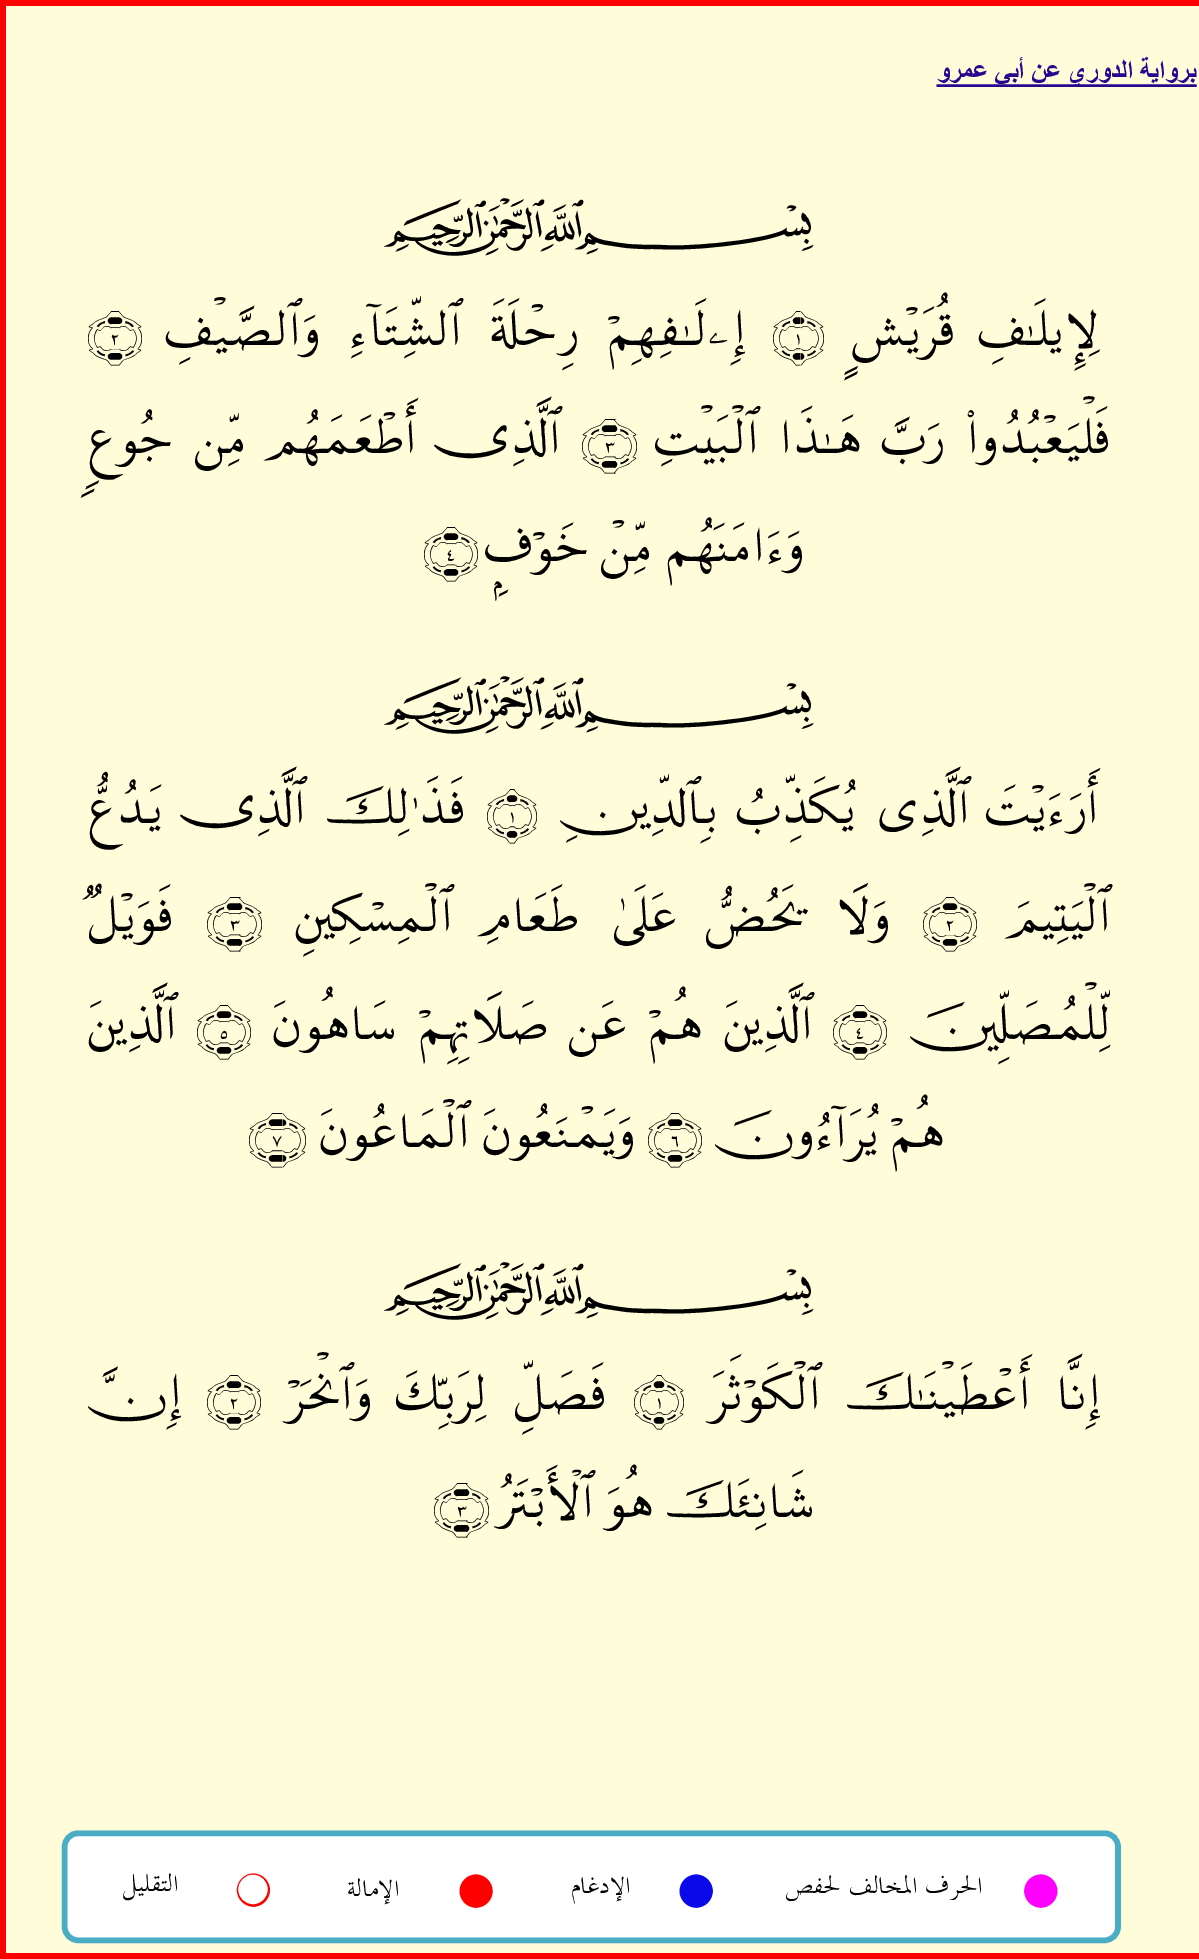 برواية الدوري عن أبي عمرو
بِسْمِ ٱللَّهِ ٱلرَّحْمَٰنِ ٱلرَّحِيمِ
لِإِيلَٰفِ قُرَيْشٍ ١ إِۦلَٰفِهِمْ رِحْلَةَ ٱلشِّتَآءِ وَٱلصَّيْفِ ٢
فَلْيَعْبُدُوا۟ رَبَّ هَٰذَا ٱلْبَيْتِ ٣ ٱلَّذِى أَطْعَمَهُم مِّن جُوعٍ
وَءَامَنَهُم مِّنْ خَوْفٍۭ ٤
بِسْمِ ٱللَّهِ ٱلرَّحْمَٰنِ ٱلرَّحِيمِ
أَرَءَيْتَ ٱلَّذِى يُكَذِّبُ بِٱلدِّينِ ١ فَذَٰلِكَ ٱلَّذِى يَدُعُّ
ٱلْيَتِيمَ ٢ وَلَا يَحُضُّ عَلَىٰ طَعَامِ ٱلْمِسْكِينِ ٣ فَوَيْلٌ
لِّلْمُصَلِّينَ ٤ ٱلَّذِينَ هُمْ عَن صَلَاتِهِمْ سَاهُونَ ٥ ٱلَّذِينَ
هُمْ يُرَآءُونَ ٦ وَيَمْنَعُونَ ٱلْمَاعُونَ ٧
بِسْمِ ٱللَّهِ ٱلرَّحْمَٰنِ ٱلرَّحِيمِ
إِنَّا أَعْطَيْنَٰكَ ٱلْكَوْثَرَ ١ فَصَلِّ لِرَبِّكَ وَٱنْحَرْ ٢ إِنَّ
شَانِئَكَ هُوَ ٱلْأَبْتَرُ ٣
الحرف المخالف لحفص الإدغام الإمالة التقليل